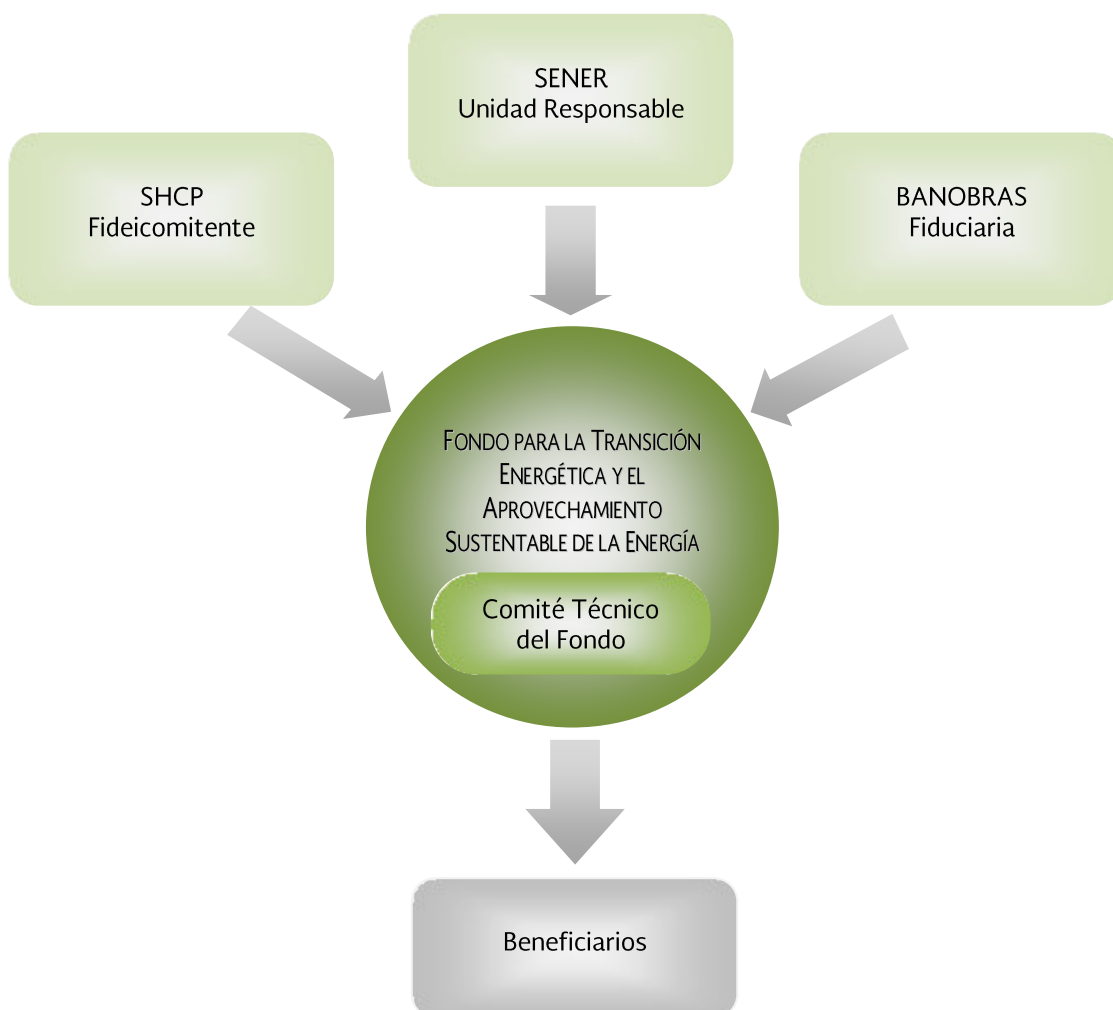 SENER
Unidad Responsable
SHCP
Fideicomitente
BANOBRAS
Fiduciaria
FONDO PARA LA TRANSICIÓN
ENERGÉTICA Y EL
APROVECHAMIENTO
SUSTENTABLE DE LA ENERGÍA
Comité Técnico
del Fondo
Beneficiarios